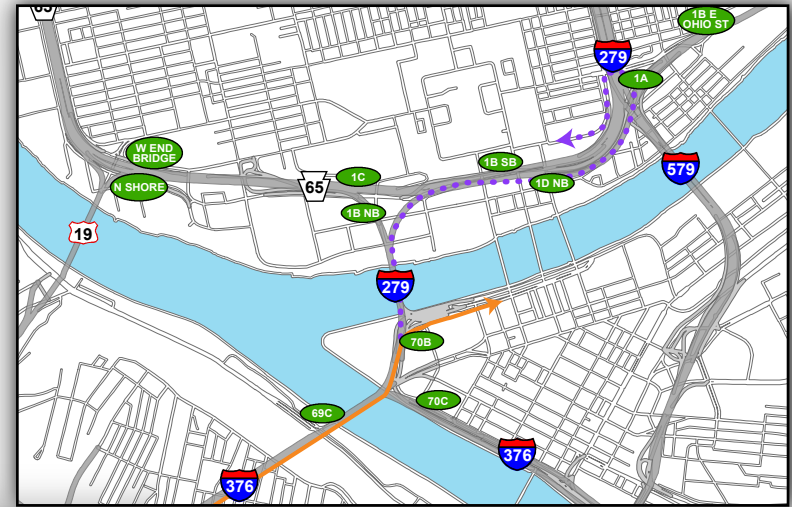 65
1B E
OHIO ST
279
1A
W END
BRIDGE
1B SB
579
1C
65
1D NB
N SHORE
1B NB
19
279
70B
70C
69C
376
376